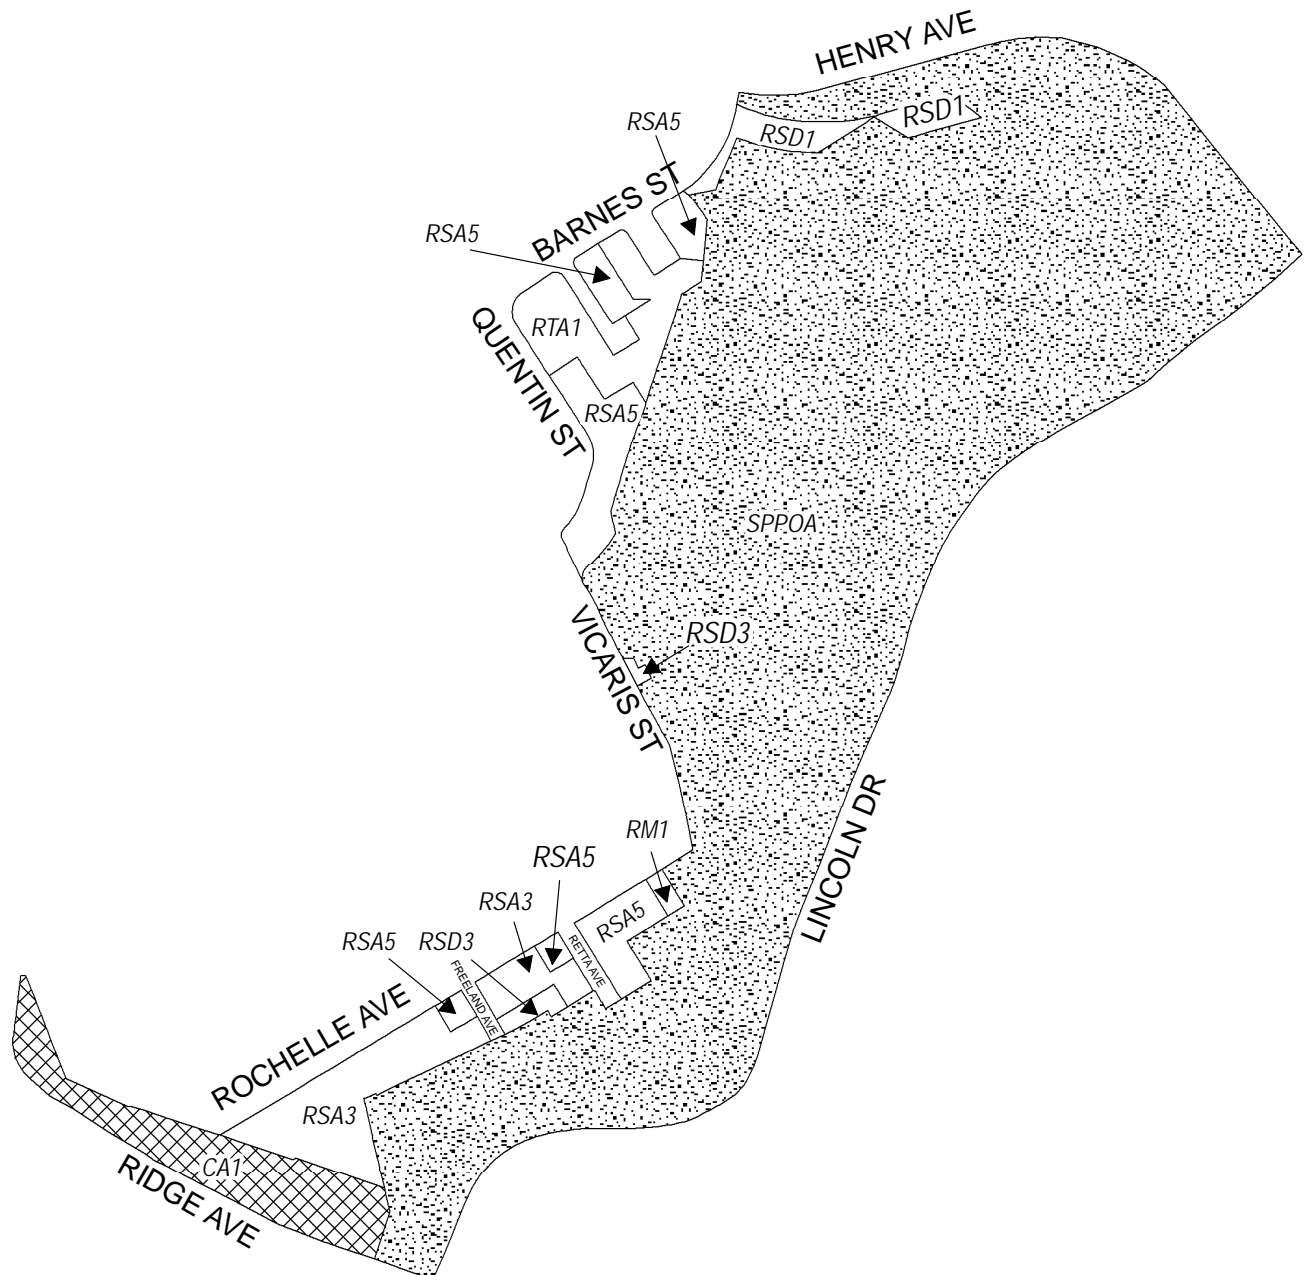 HENRY AVE
RSD1
RSA5
RSD1
BARNES ST
RSA5
RTA1
QUENTIN ST
RSA5
SPPOA
RSD3
VICARIS ST
LINCOLN DR
RM1
RSA5
RSA3
RSA5
RSA5
RSD3
RETTA AVE
FREELAND AVE
ROCHELLE AVE
RSA3
CA1
RIDGE AVE